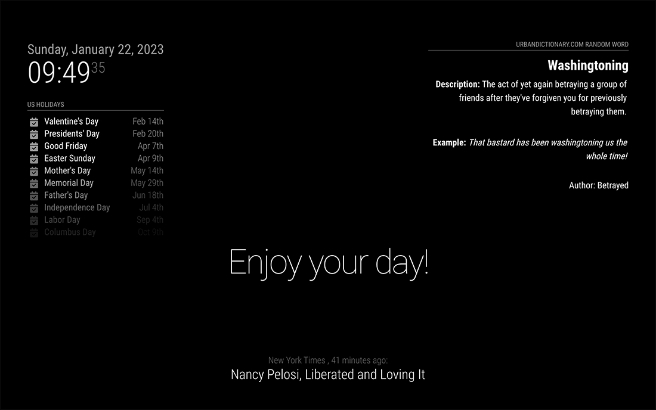 Sunday, January 22, 2023
09:49 35
US HOLIDAYS
Valentine's Day Feb 14th
Presidents' Day Feb 20th
Good Friday Apr 7th
Easter Sunday Apr 9th
Mother's Day May 14th
Memorial Day May 29th
Father's Day Jun 18th
Independence Day Jul 4th
Labor Day Sep 4th
Columbus Day Oct 9th
URBANDICTIONARY.COM RANDOM WORD
Washingtoning
Description: The act of yet again betraying a group of
friends after they've forgiven you for previously
betraying them.
Example: That bastard has been washingtoning us the
whole time!
Author: Betrayed
Enjoy your day!
New York Times , 41 minutes ago:
Nancy Pelosi, Liberated and Loving It